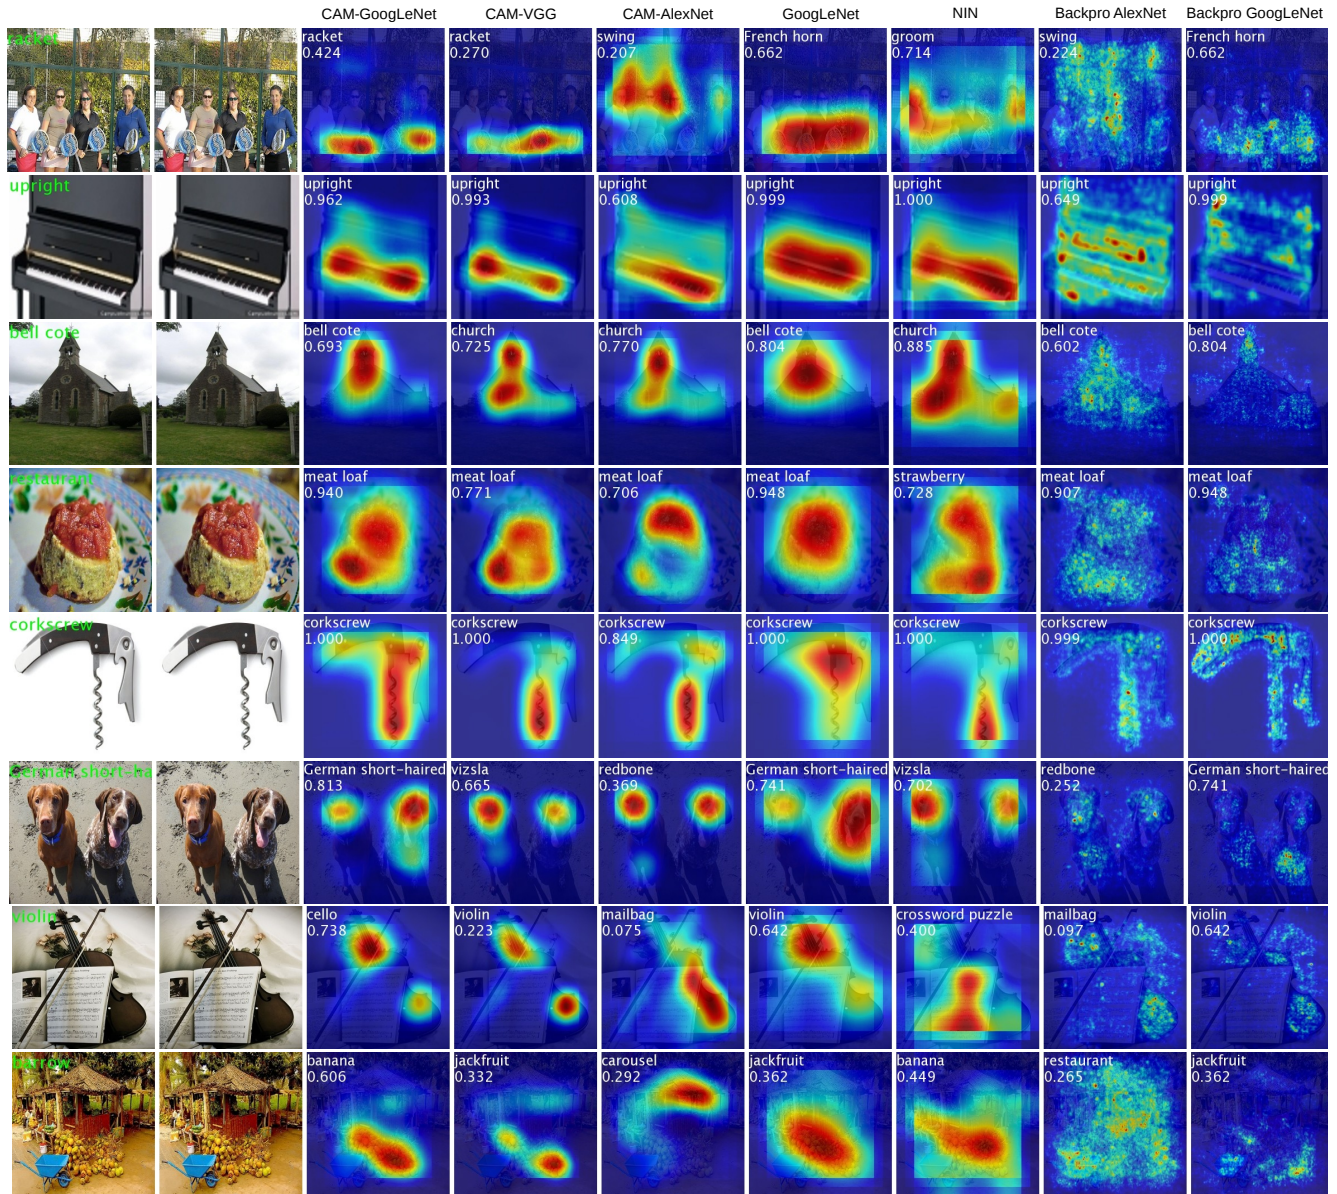 CAM-GoogLeNet CAM-VGG CAM-AlexNet GoogLeNet NIN Backpro AlexNet Backpro GoogLeNet
racket racket racket swing French horn groom swing French horn
0.424 0.270 0.207 0.662 0.714 0.224 0.662
upright upright upright upright upright upright upright upright
0.962 0.993 0.608 0.999 1.000 0.649 0.999
bell cote bell cote church church bell cote church bell cote bell cote
0.693 0.725 0.770 0.804 0.885 0.602 0.804
restaurant meat loaf meat loaf meat loaf meat loaf strawberry meat loaf meat loaf
0.940 0.771 0.706 0.948 0.728 0.907 0.948
corkscrew corkscrew corkscrew corkscrew corkscrew corkscrew corkscrew corkscrew
1.000 1.000 0.849 1.000 1.000 0.999 1.000
German short-ha German short-haired vizsla redbone German short-haired vizsla redbone German short-haired
0.813 0.665 0.369 0.741 0.702 0.252 0.741
violin cello violin mailbag violin crossword puzzle mailbag violin
0.738 0.223 0.075 0.642 0.400 0.097 0.642
barrow banana jackfruit carousel jackfruit banana restaurant jackfruit
0.606 0.332 0.292 0.362 0.449 0.265 0.362